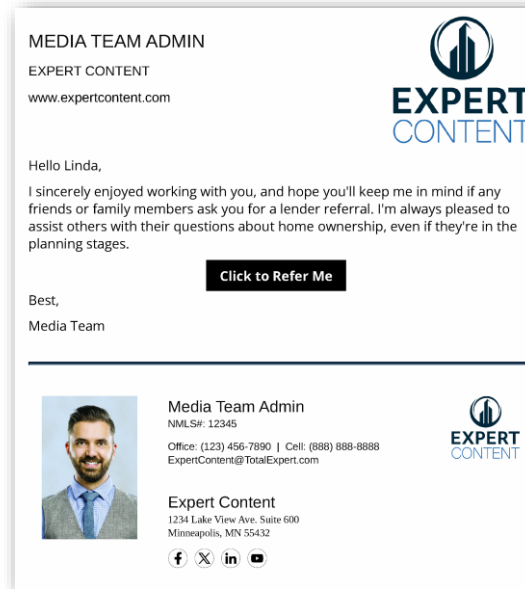 MEDIA TEAM ADMIN
EXPERT CONTENT
www.expertcontent.com
EXPERT
CONTENT
Hello Linda,
I sincerely enjoyed working with you, and hope you'll keep me in mind if any
friends or family members ask you for a lender referral. I'm always pleased to
assist others with their questions about home ownership, even if they're in the
planning stages.
Click to Refer Me
Best,
Media Team
Media Team Admin
NMLS#: 12345
Office: (123) 456-7890 | Cell: (888) 888-8888
ExpertContent@TotalExpert.com
EXPERT
CONTENT
Expert Content
1234 Lake View Ave. Suite 600
Minneapolis, MN 55432